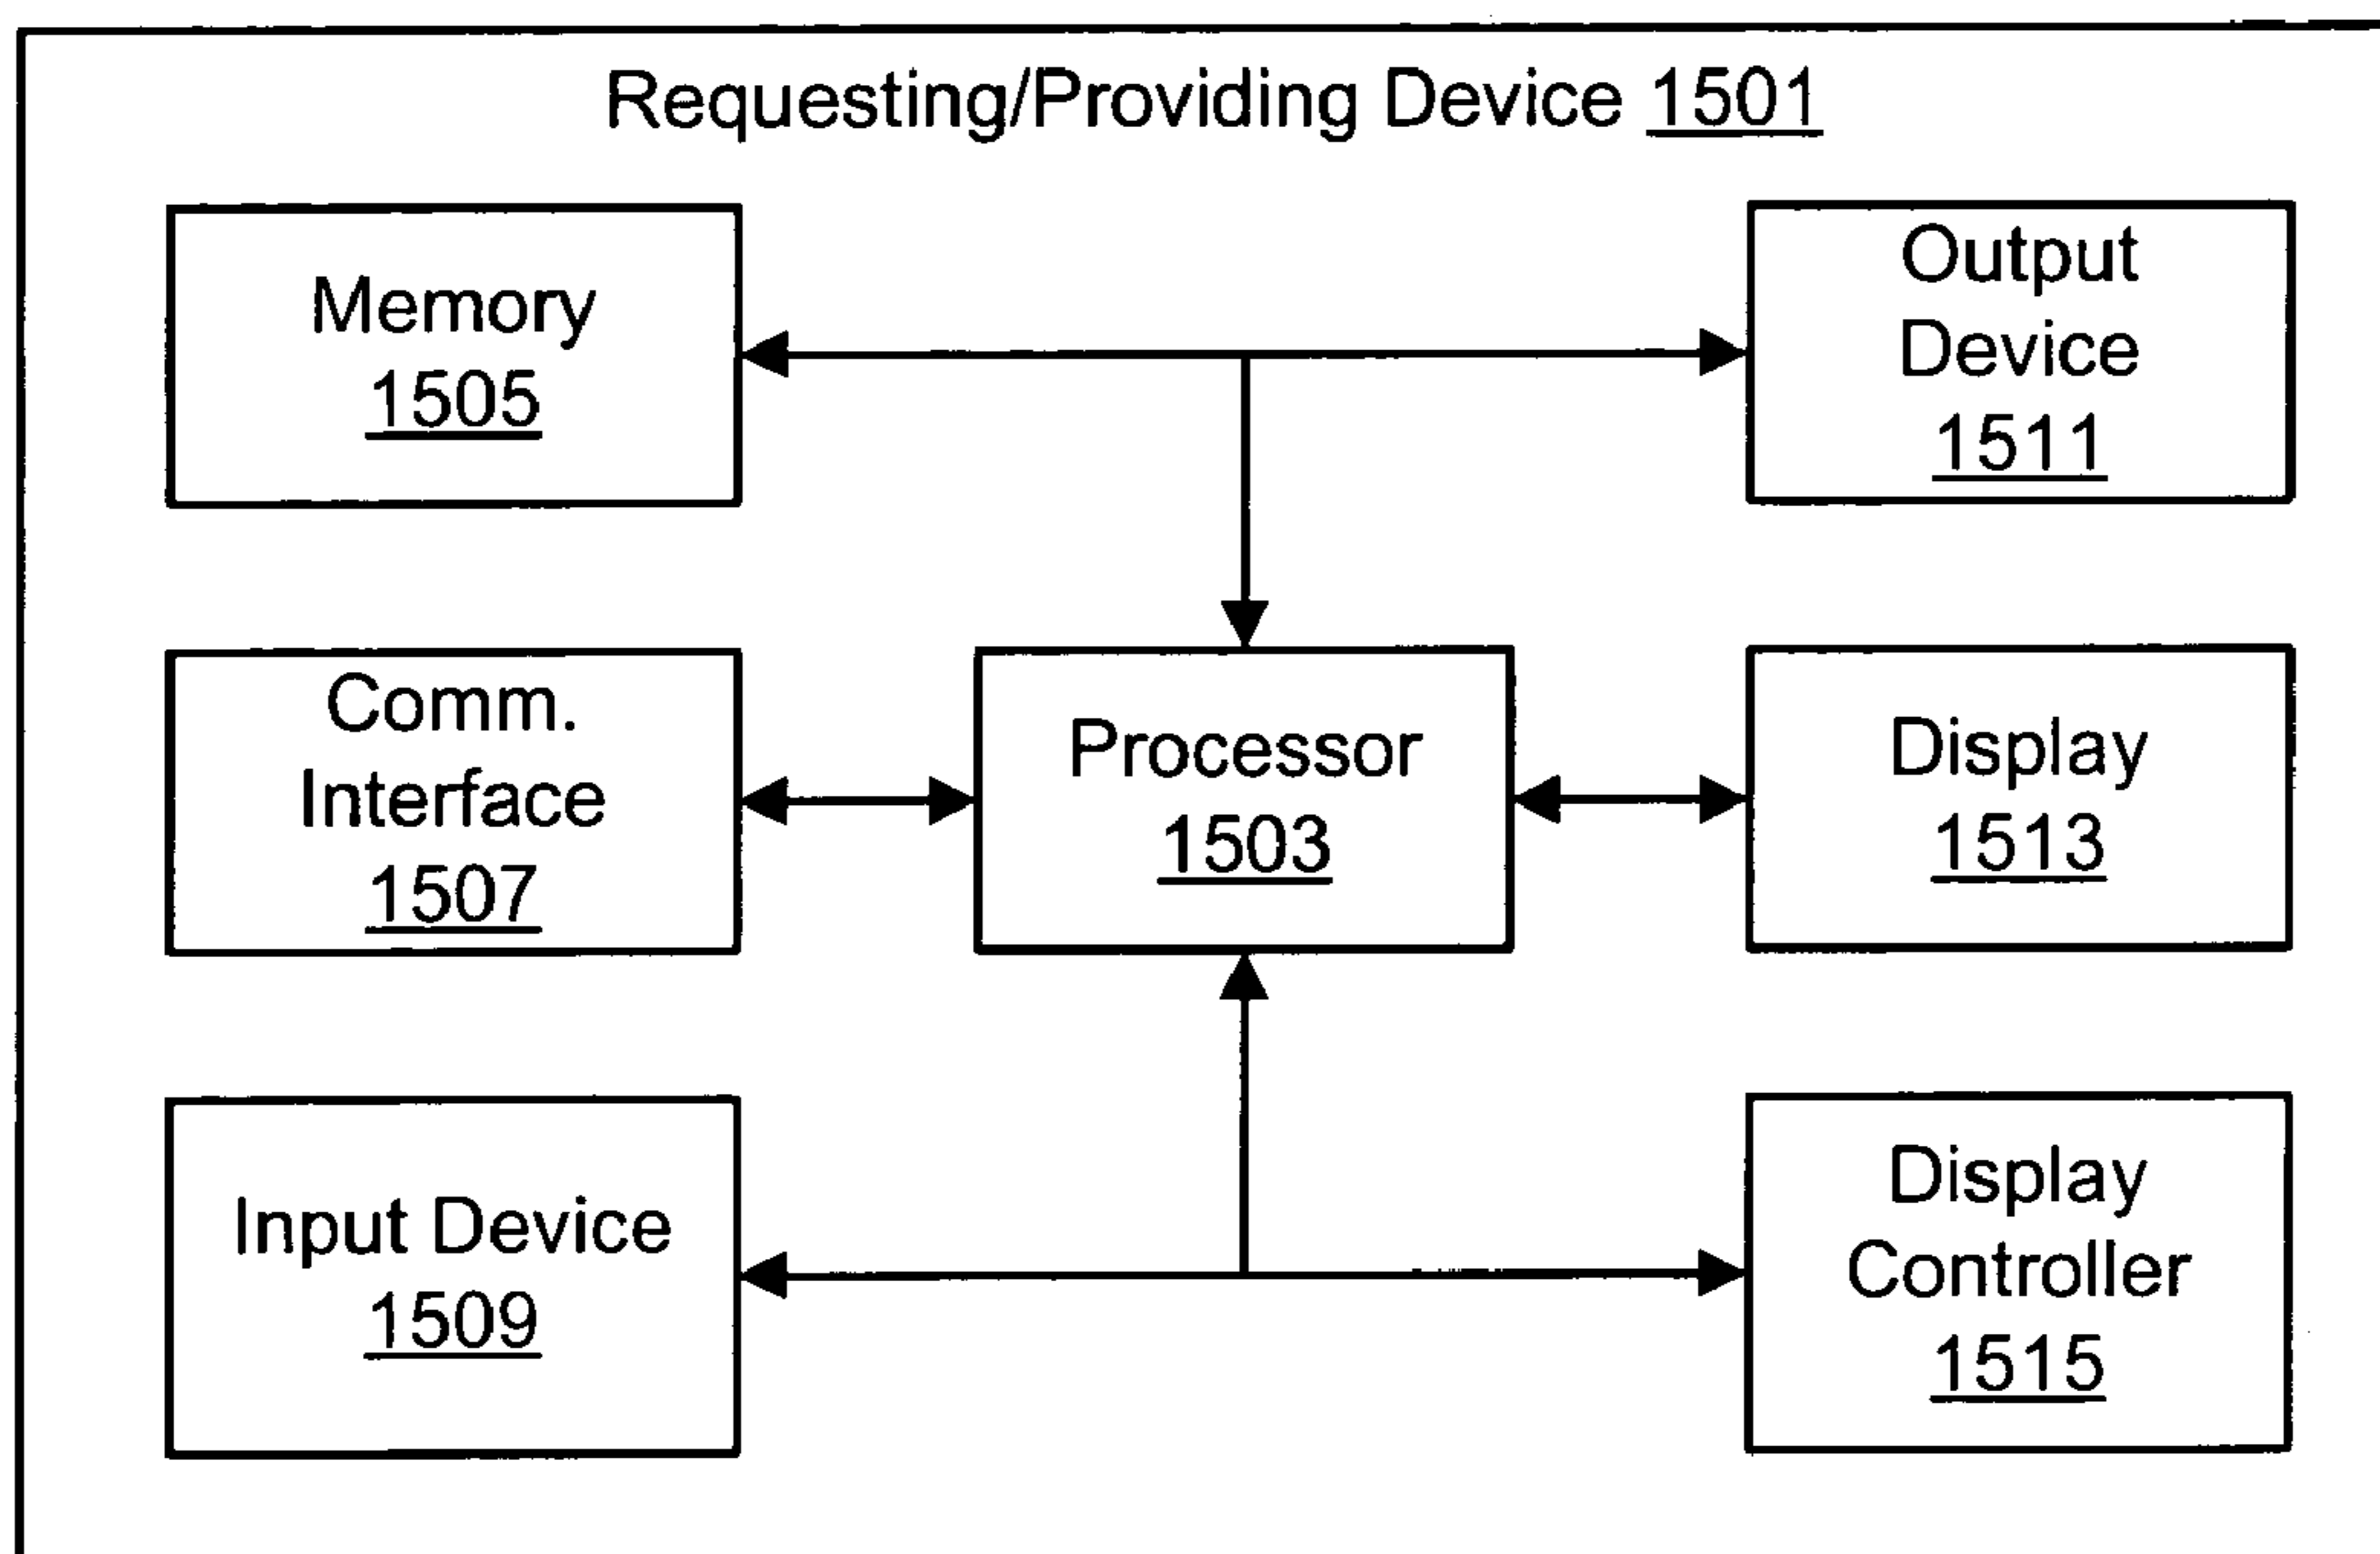 Requesting/Providing Device 1501
Memory
1505
Output
Device
1511
Comm.
Interface
1507
Processor
1503
Display
1513
Input Device
1509
Display
Controller
1515